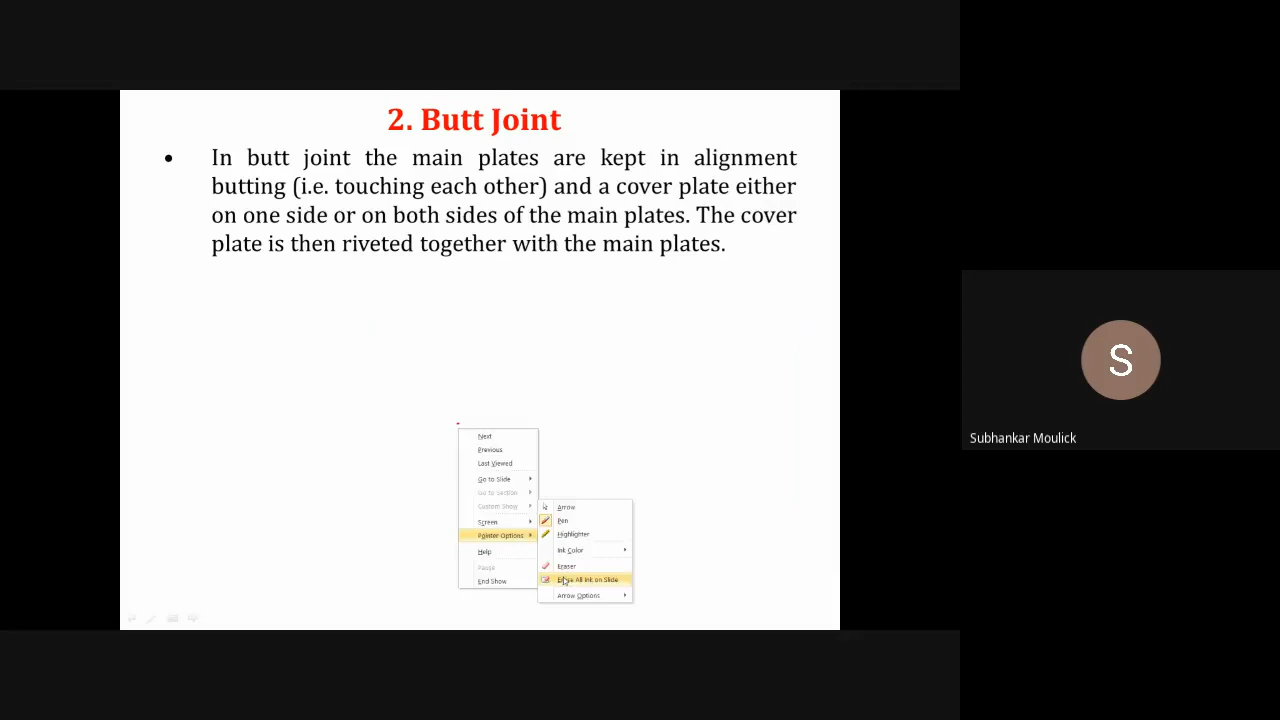 2. Butt Joint
• In butt joint the main plates are kept in alignment
butting (i.e. touching each other) and a cover plate either
on one side or on both sides of the main plates. The cover
plate is then riveted together with the main plates.
Next
Previous
Last Viewed
Go to Slide
Go to Section
Custom Show
Screen
Pointer Options
Help
Pause
End Show
Arrow
Pen
Highlighter
Ink Color
Eraser
Erase All Ink on Slide
Arrow Options
S
Subhankar Moulick